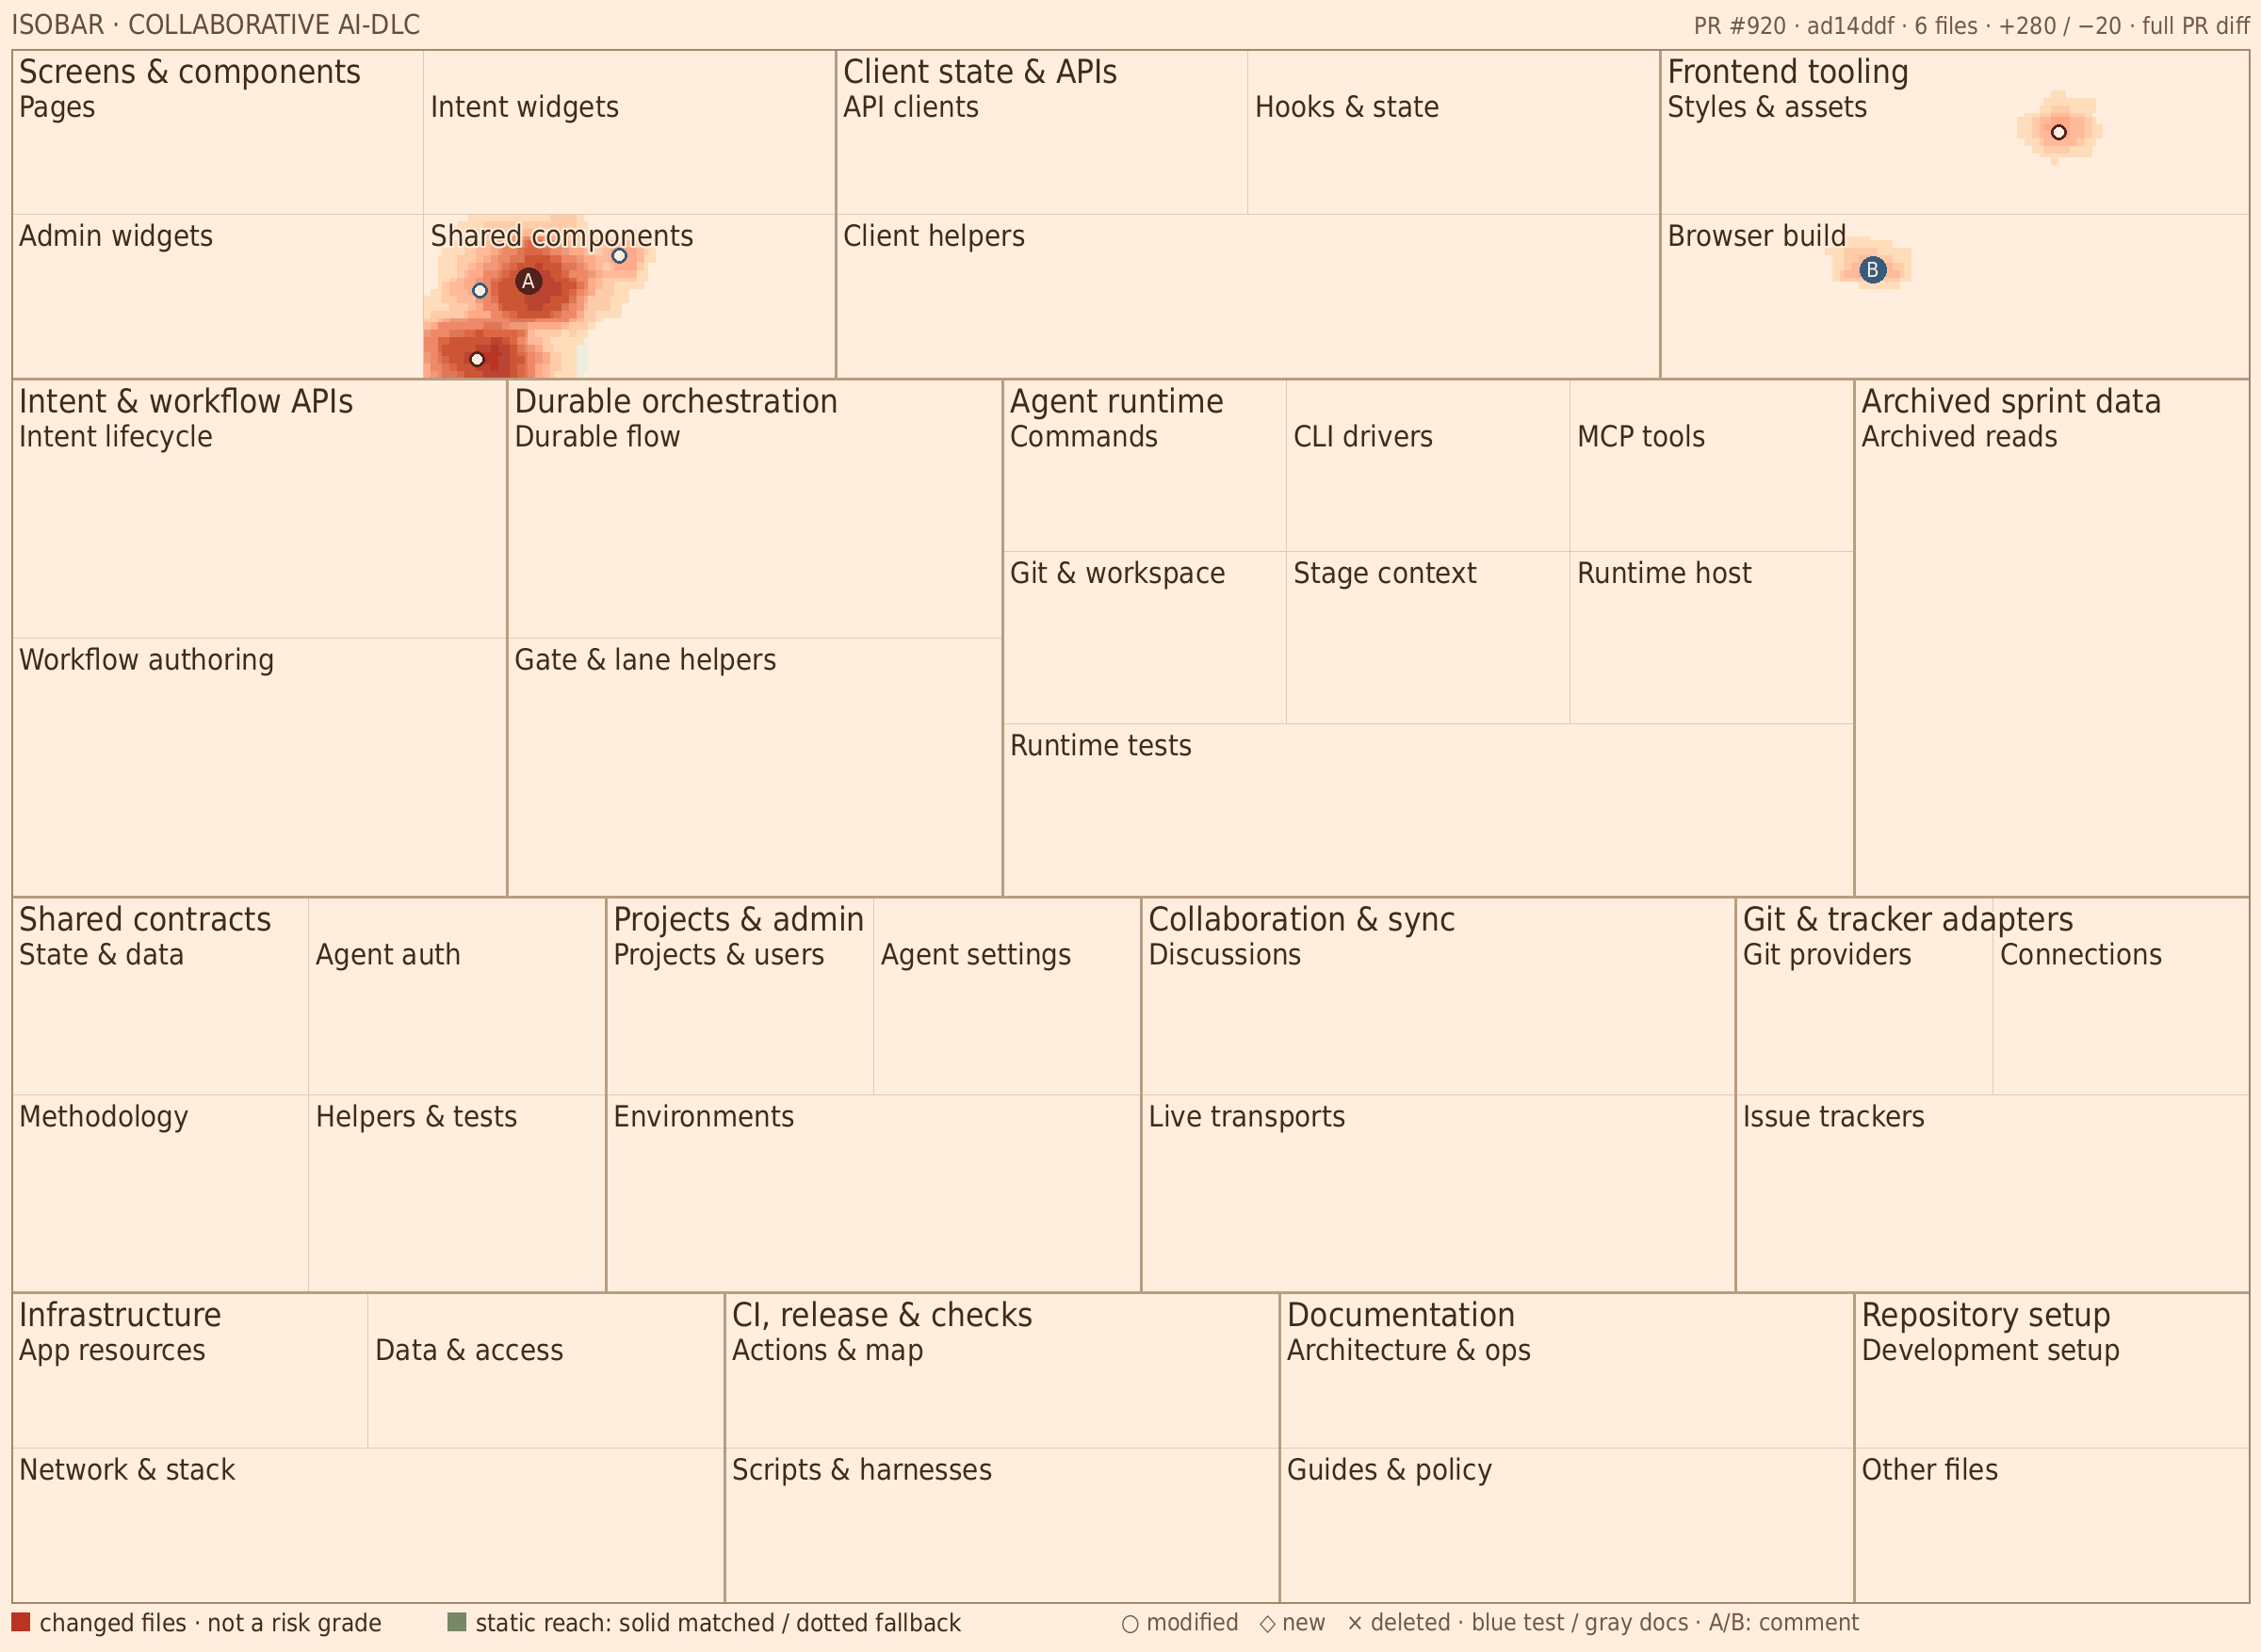 ISOBAR · COLLABORATIVE AI-DLC
PR #920 · ad14ddf · 6 files · +280 / −20 · full PR diff
Screens & components
Pages
Intent widgets
Client state & APIs
API clients
Hooks & state
Frontend tooling
Styles & assets
Admin widgets
Shared components
A
Client helpers
Browser build
B
Intent & workflow APIs
Intent lifecycle
Durable orchestration
Durable flow
Agent runtime
Commands
CLI drivers
MCP tools
Archived sprint data
Archived reads
Git & workspace
Stage context
Runtime host
Workflow authoring
Gate & lane helpers
Runtime tests
Shared contracts
State & data
Agent auth
Projects & admin
Projects & users
Agent settings
Collaboration & sync
Discussions
Git & tracker adapters
Git providers
Connections
Methodology
Helpers & tests
Environments
Live transports
Issue trackers
Infrastructure
App resources
Data & access
CI, release & checks
Actions & map
Documentation
Architecture & ops
Repository setup
Development setup
Network & stack
Scripts & harnesses
Guides & policy
Other files
changed files · not a risk grade
static reach: solid matched / dotted fallback
○ modified ◇ new × deleted · blue test / gray docs · A/B: comment